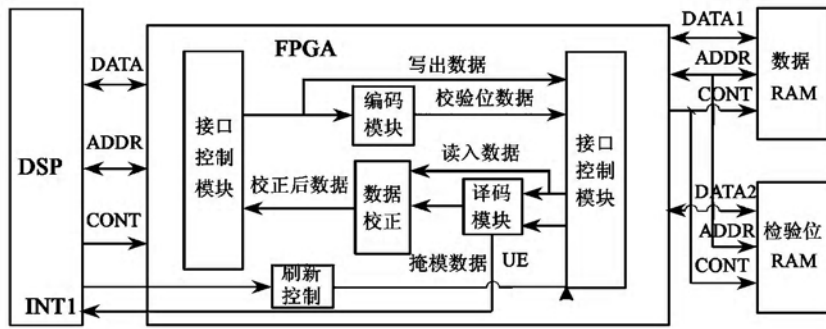 DSP
INT1
DATA
ADDR
CONT
FPGA
接口
控制
模块
写出数据
编码
模块
校验位数据
读入数据
校正后数据
数据
校正
译码
模块
掩模数据
UE
刷新
控制
接口
控制
模块
DATA1
ADDR
CONT
数据
RAM
DATA2
ADDR
CONT
检验位
RAM